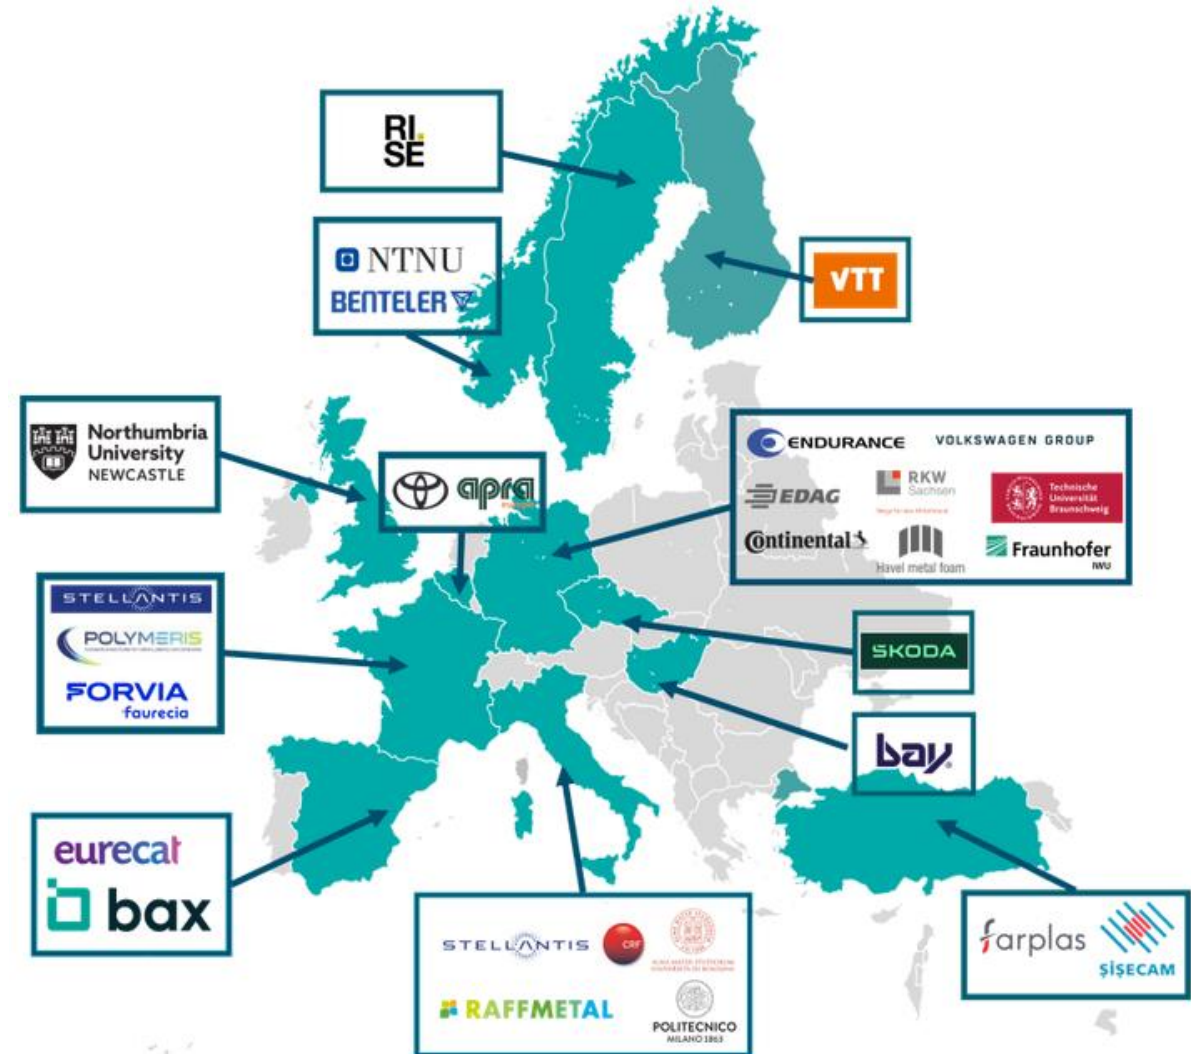 RI.
SE
NTNU
BENTELER
VTT
Northumbria
University
NEWCASTLE
apra
ENDURANCE
VOLKSWAGEN GROUP
EDAG
RKW
Sachsen
Technische
Universität
Braunschweig
Continental
Havel metal foam
Fraunhofer
IWU
STELLANTIS
POLYMERIS
FORVIA
faurecia
ŠKODA
bay
eurecat
bax
STELLANTIS
CRF
RAFFMETAL
POLITECNICO
MILANO 1863
farplas
ŞİŞECAM